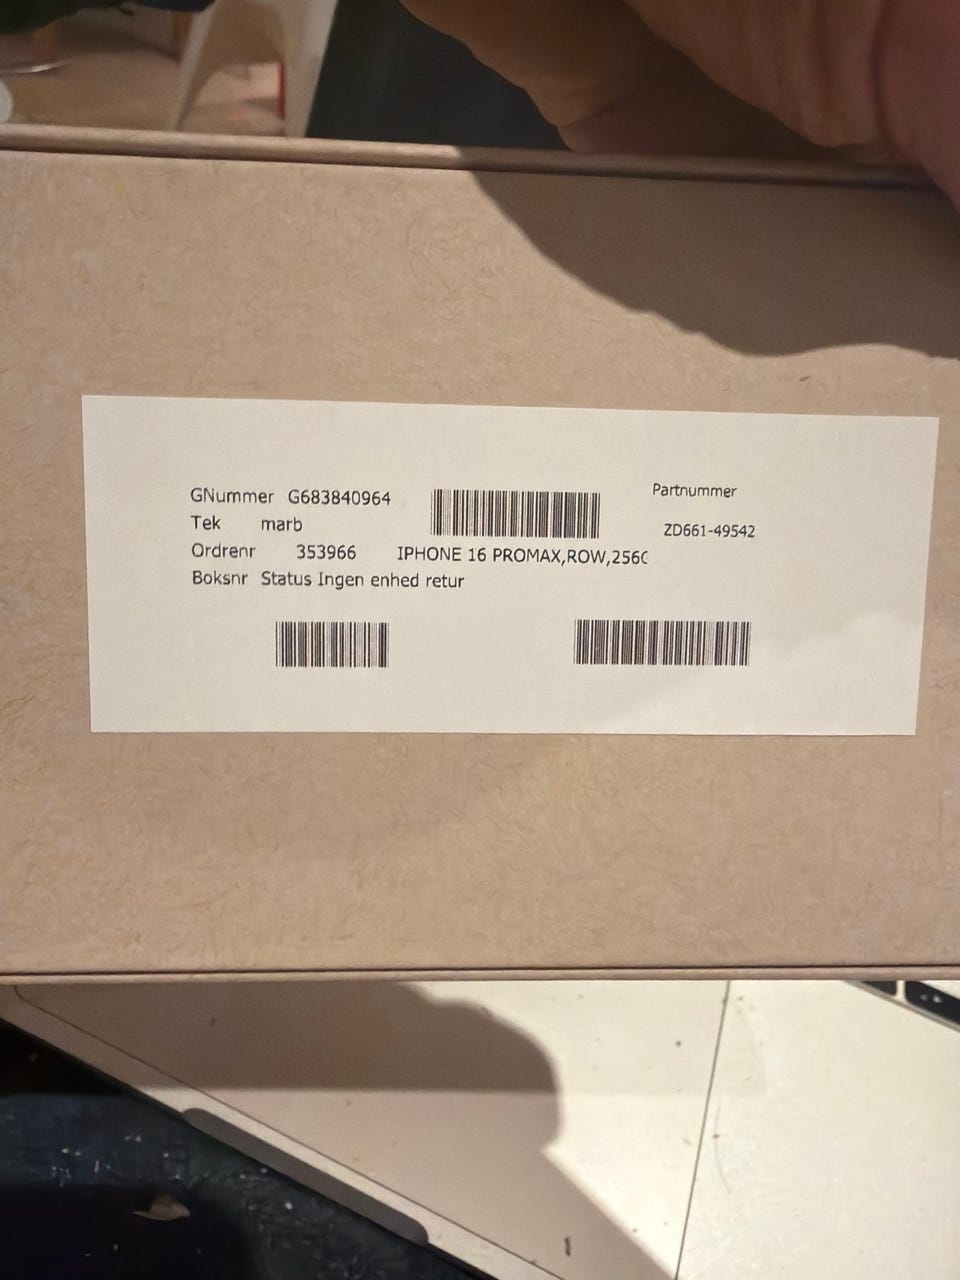 GNummer G683840964
Partnummer
Tek marb
ZD661-49542
Ordrenr 353966 IPHONE 16 PROMAX,ROW,256
Boksnr Status Ingen enhed retur